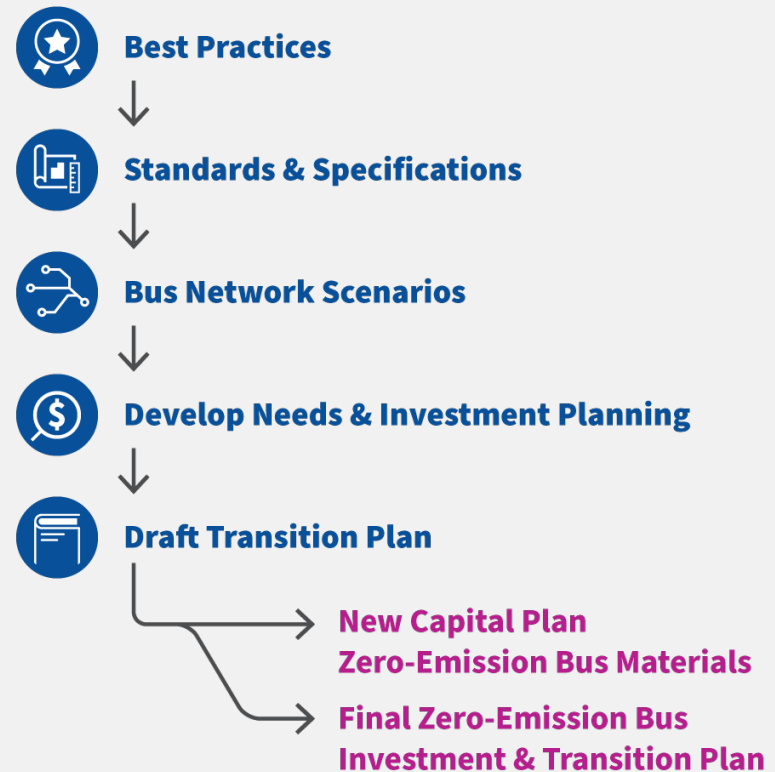 Best Practices
Standards & Specifications
Bus Network Scenarios
$
Develop Needs & Investment Planning
Draft Transition Plan
New Capital Plan
Zero-Emission Bus Materials
Final Zero-Emission Bus
Investment & Transition Plan